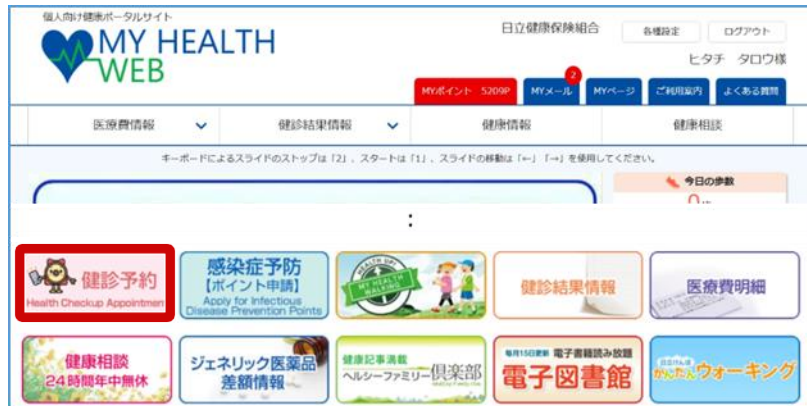 個人向け健康ポータルサイト
MY HEALTH
WEB
日立健康保険組合
各種設定
ログアウト
ヒタチ タロウ様
MYポイント 5209P
MYメール
2
MYページ
ご利用案内
よくある質問
医療費情報
健診結果情報
健康情報
健康相談
キーボードによるスライドのストップは「2」、スタートは「1」、スライドの移動は「←」「→」を使用してください。
今日の歩数
:
健診予約
Health Checkup Appointmen
感染症予防
【ポイント申請】
Apply for Infectious
Disease Prevention Points
HEALTH UP!
MY HEALTH
WALKING
健診結果情報
医療費明細
健康相談
24時間年中無休
ジェネリック医薬品
差額情報
健康記事満載
ヘルシーファミリー倶楽部
毎月15日更新 電子書籍読み放題
電子図書館
日立けんぽ
かんたんウォーキング